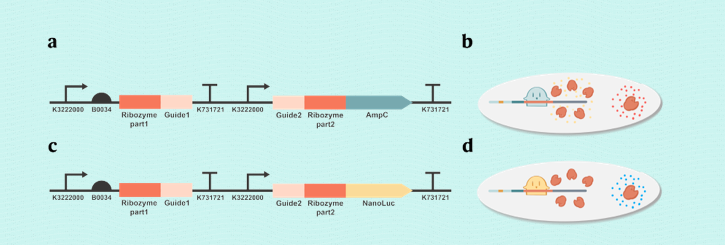 a
b
K3222000 B0034 Ribozyme part1 Guide1 K731721 K3222000 Guide2 Ribozyme part2 AmpC K731721
c
d
K3222000 B0034 Ribozyme part1 Guide1 K731721 K3222000 Guide2 Ribozyme part2 NanoLuc K731721